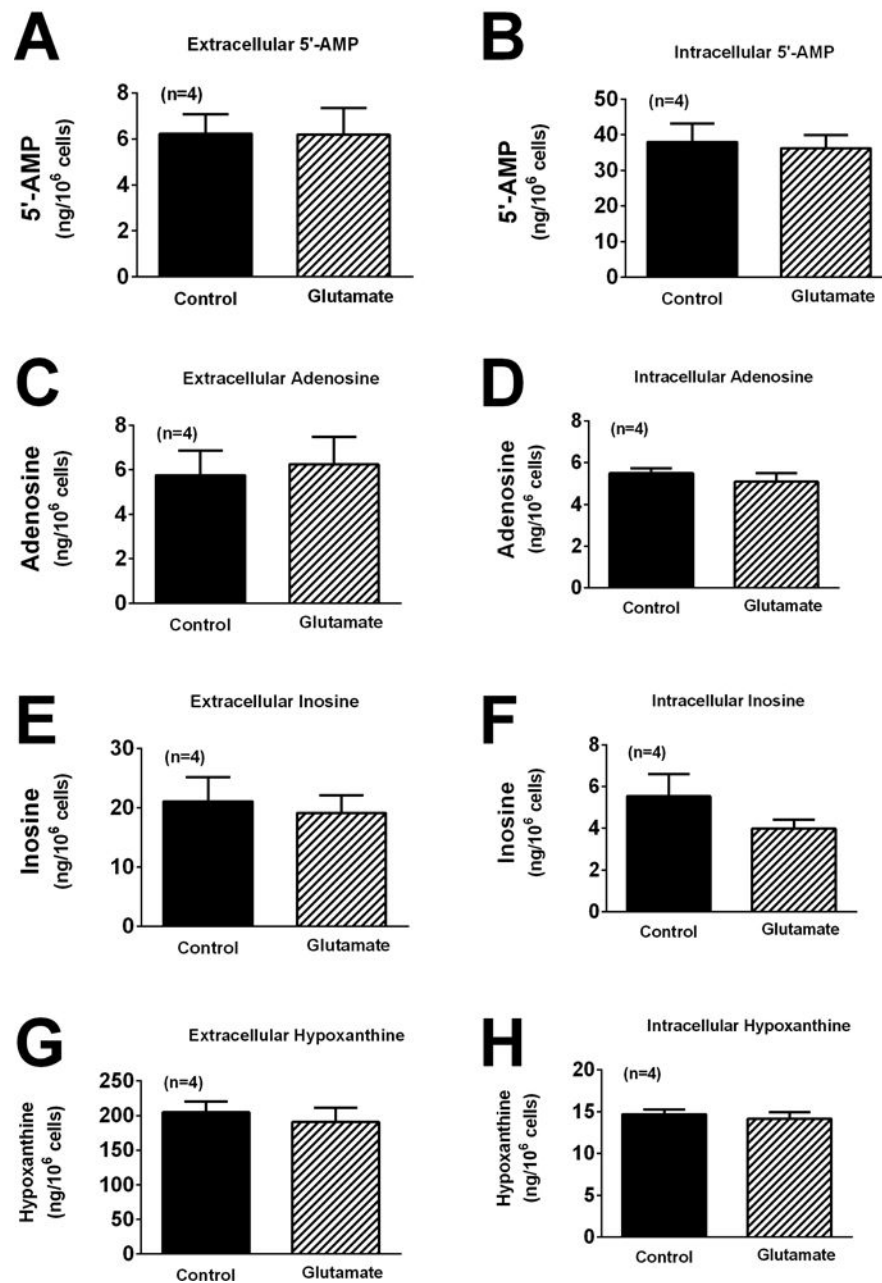 A
Extracellular 5'-AMP
5'-AMP
(ng/10⁶ cells)
(n=4)
8
6
4
2
0
Control
Glutamate
B
Intracellular 5'-AMP
5'-AMP
(ng/10⁶ cells)
(n=4)
50
40
30
20
10
0
Control
Glutamate
C
Extracellular Adenosine
Adenosine
(ng/10⁶ cells)
(n=4)
8
6
4
2
0
Control
Glutamate
D
Intracellular Adenosine
Adenosine
(ng/10⁶ cells)
(n=4)
8
6
4
2
0
Control
Glutamate
E
Extracellular Inosine
Inosine
(ng/10⁶ cells)
(n=4)
30
20
10
0
Control
Glutamate
F
Intracellular Inosine
Inosine
(ng/10⁶ cells)
(n=4)
8
6
4
2
0
Control
Glutamate
G
Extracellular Hypoxanthine
Hypoxanthine
(ng/10⁶ cells)
(n=4)
250
200
150
100
50
0
Control
Glutamate
H
Intracellular Hypoxanthine
Hypoxanthine
(ng/10⁶ cells)
(n=4)
20
15
10
5
0
Control
Glutamate